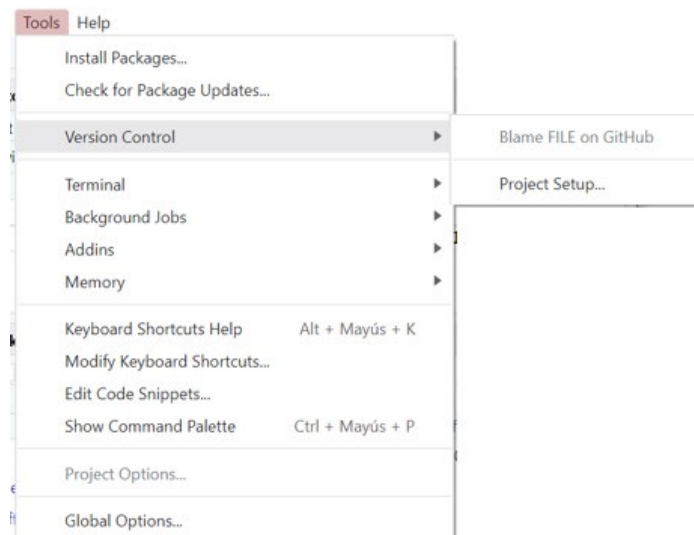 Tools Help
Install Packages...
Check for Package Updates...
Version Control
Blame FILE on GitHub
Terminal
Project Setup...
Background Jobs
Addins
Memory
Keyboard Shortcuts Help Alt + Mayús + K
Modify Keyboard Shortcuts...
Edit Code Snippets...
Show Command Palette Ctrl + Mayús + P
Project Options...
Global Options...